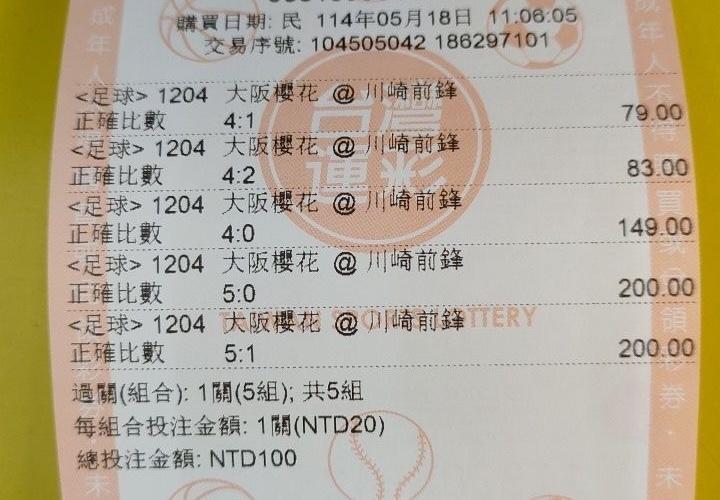 購買日期: 民 114年05月18日 11:06:05
交易序號: 104505042 186297101
<足球> 1204 大阪櫻花 @ 川崎前鋒
正確比數 4:1 79.00
<足球> 1204 大阪櫻花 @ 川崎前鋒
正確比數 4:2 83.00
<足球> 1204 大阪櫻花 @ 川崎前鋒
正確比數 4:0 149.00
<足球> 1204 大阪櫻花 @ 川崎前鋒
正確比數 5:0 200.00
<足球> 1204 大阪櫻花 @ 川崎前鋒
正確比數 5:1 200.00
過關(組合): 1關(5組); 共5組
每組合投注金額: 1關(NTD20)
總投注金額: NTD100
SPORTS LOTTERY